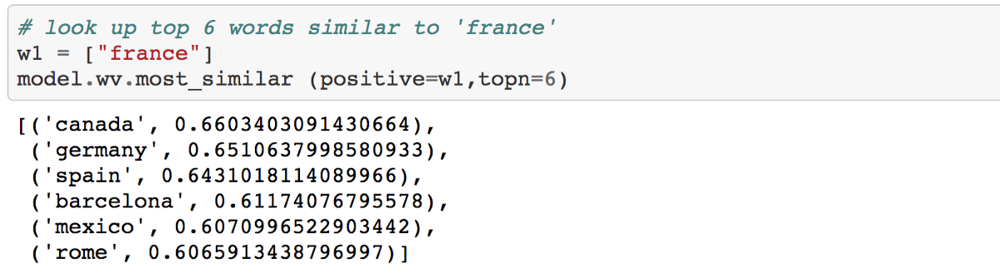 # look up top 6 words similar to 'france'
w1 = ["france"]
model.wv.most_similar (positive=w1,topn=6)
[('canada', 0.6603403091430664),
('germany', 0.6510637998580933),
('spain', 0.6431018114089966),
('barcelona', 0.61174076795578),
('mexico', 0.6070996522903442),
('rome', 0.6065913438796997)]